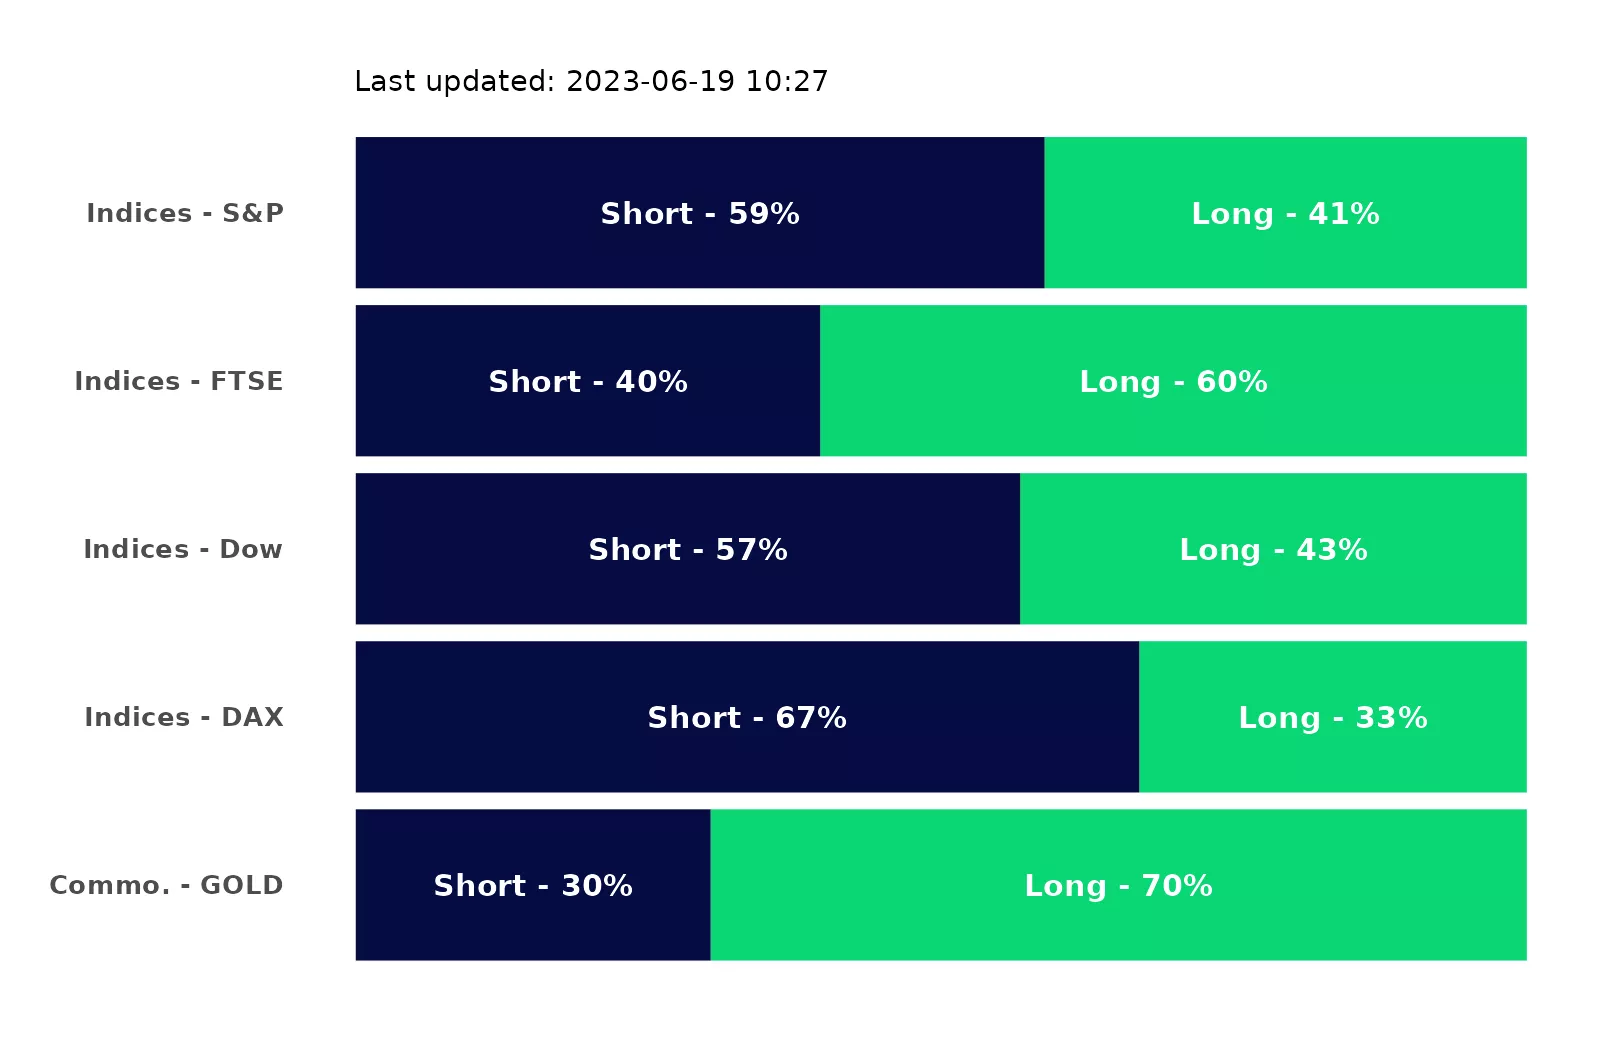 Last updated: 2023-06-19 10:27
Indices - S&P Short - 59% Long - 41%
Indices - FTSE Short - 40% Long - 60%
Indices - Dow Short - 57% Long - 43%
Indices - DAX Short - 67% Long - 33%
Commo. - GOLD Short - 30% Long - 70%